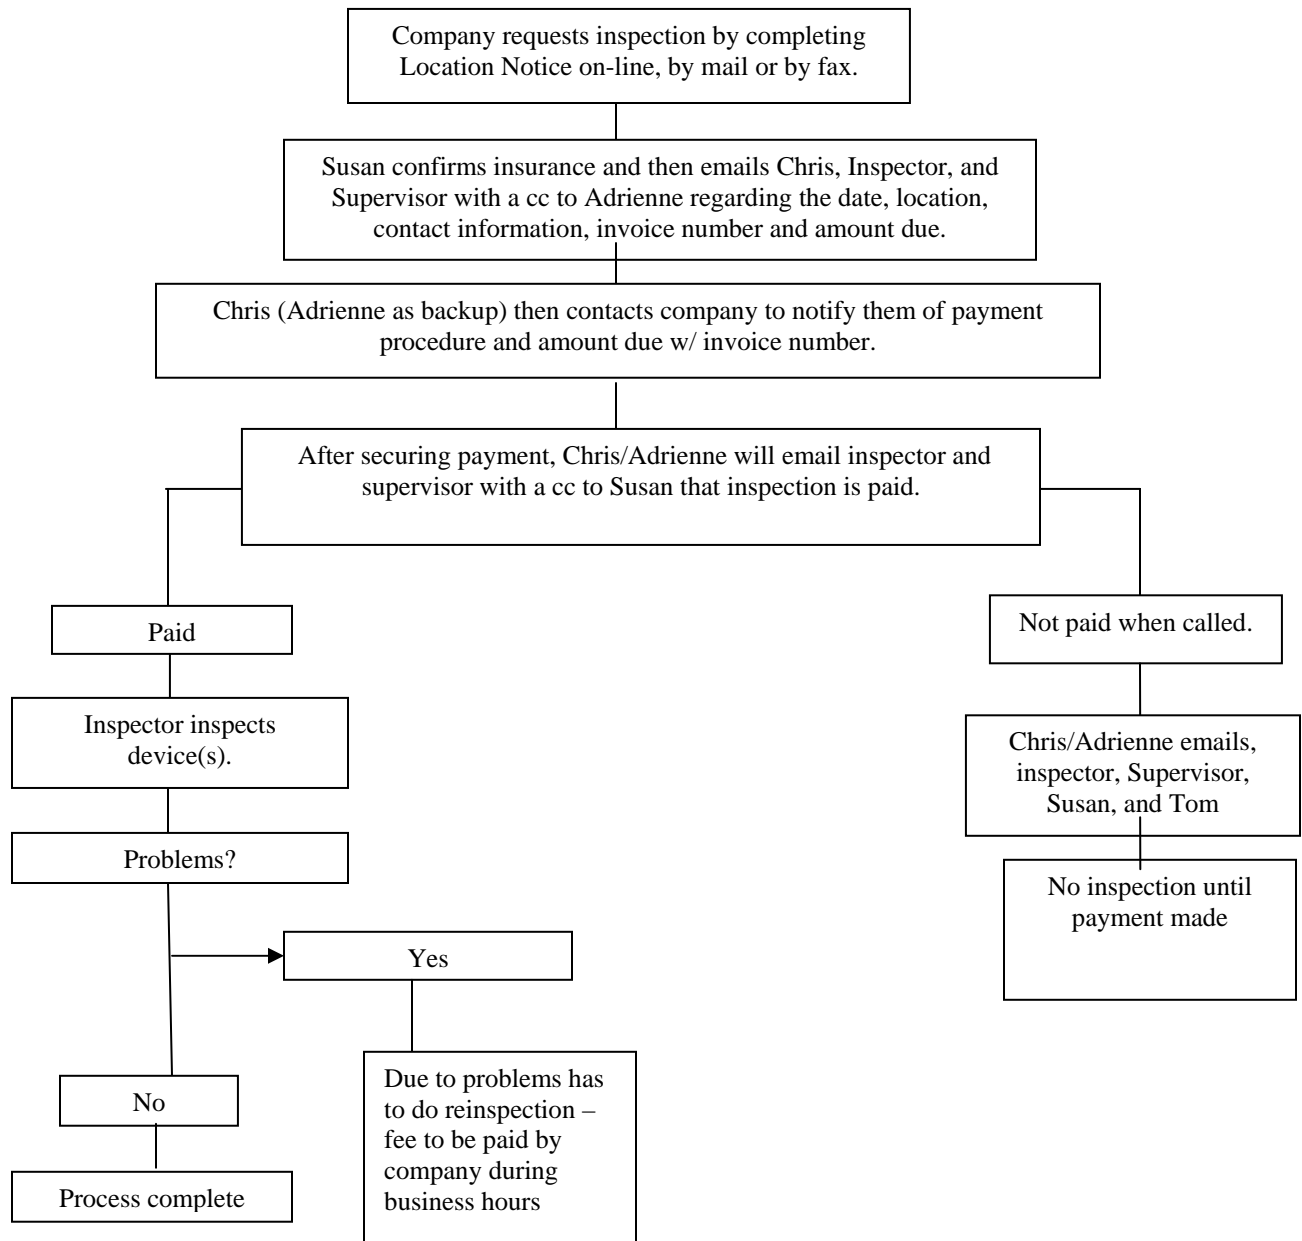 Company requests inspection by completing
Location Notice on-line, by mail or by fax.
Susan confirms insurance and then emails Chris, Inspector, and
Supervisor with a cc to Adrienne regarding the date, location,
contact information, invoice number and amount due.
Chris (Adrienne as backup) then contacts company to notify them of payment
procedure and amount due w/ invoice number.
After securing payment, Chris/Adrienne will email inspector and
supervisor with a cc to Susan that inspection is paid.
Paid
Inspector inspects
device(s).
Problems?
Yes
Due to problems has
to do reinspection –
fee to be paid by
company during
business hours
No
Process complete
Not paid when called.
Chris/Adrienne emails,
inspector, Supervisor,
Susan, and Tom
No inspection until
payment made